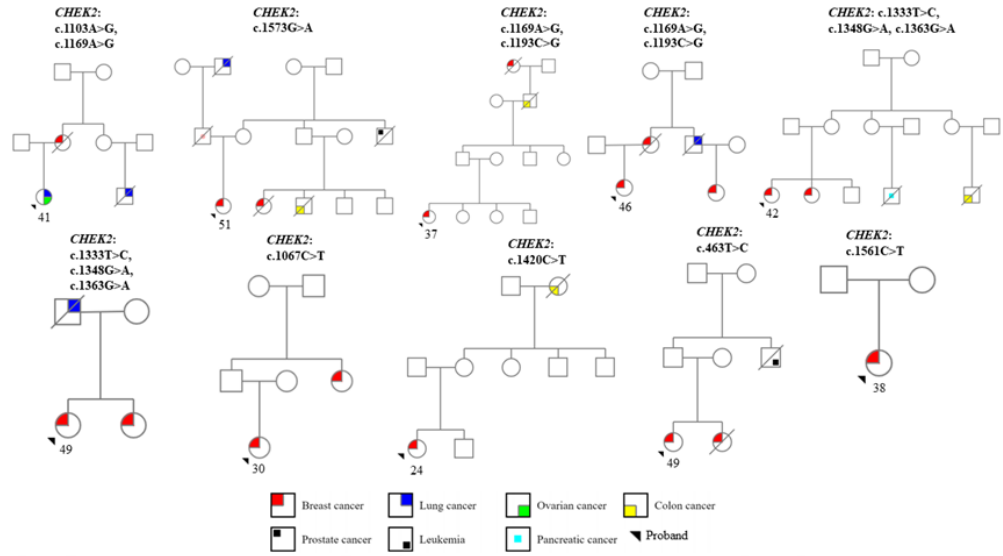 CHEK2:
c.1103A>G,
c.1169A>G
41
CHEK2:
c.1573G>A
51
CHEK2:
c.1169A>G,
c.1193C>G
37
CHEK2:
c.1169A>G,
c.1193C>G
46
CHEK2: c.1333T>C,
c.1348G>A, c.1363G>A
42
CHEK2:
c.1333T>C,
c.1348G>A,
c.1363G>A
49
CHEK2:
c.1067C>T
30
CHEK2:
c.1420C>T
24
CHEK2:
c.463T>C
49
CHEK2:
c.1561C>T
38
Breast cancer
Lung cancer
Ovarian cancer
Colon cancer
Prostate cancer
Leukemia
Pancreatic cancer
Proband